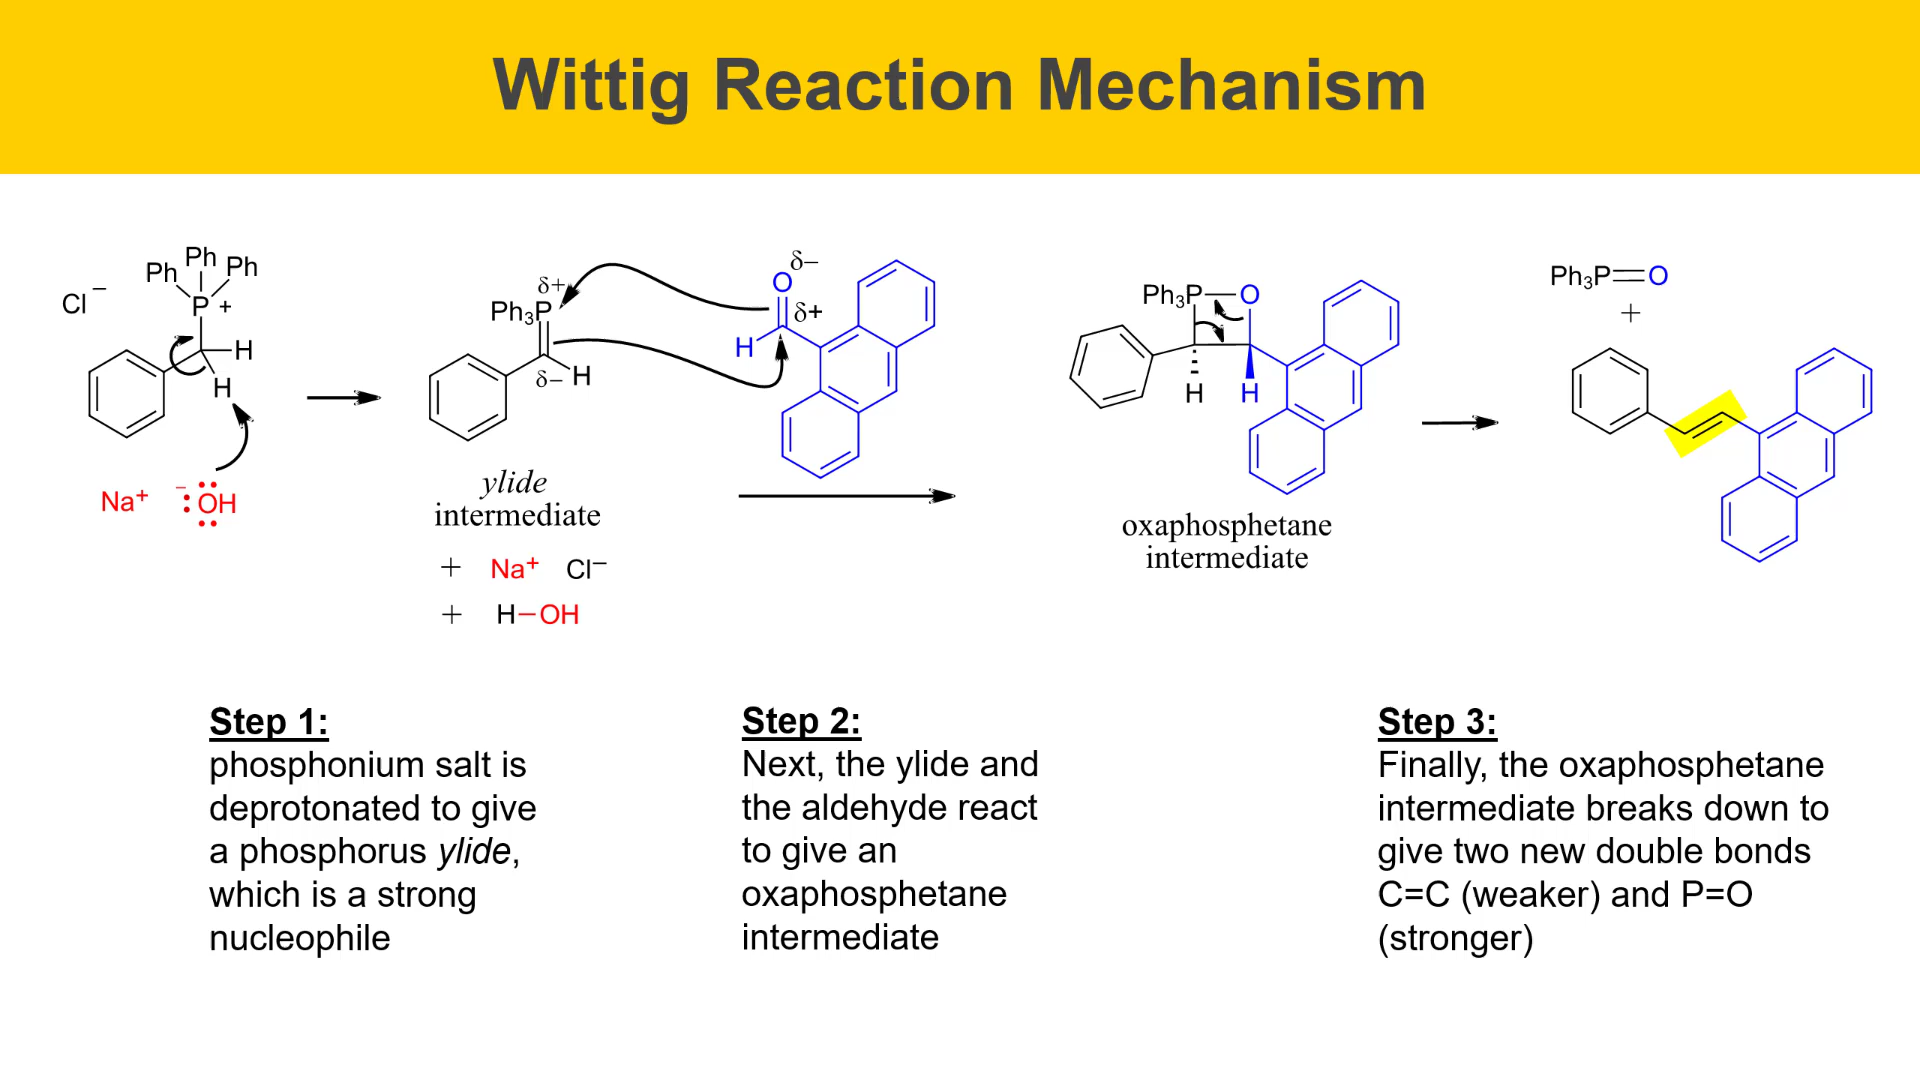 Wittig Reaction Mechanism
Ph Ph Ph
Cl −
P +
H
H
Na+ − :OH
δ+
Ph3P
δ− H
ylide
intermediate
+ Na+ Cl−
+ H−OH
δ−
O
δ+
H
Ph3P O
H H
oxaphosphetane
intermediate
Ph3P=O
+
Step 1:
phosphonium salt is
deprotonated to give
a phosphorus ylide,
which is a strong
nucleophile
Step 2:
Next, the ylide and
the aldehyde react
to give an
oxaphosphetane
intermediate
Step 3:
Finally, the oxaphosphetane
intermediate breaks down to
give two new double bonds
C=C (weaker) and P=O
(stronger)